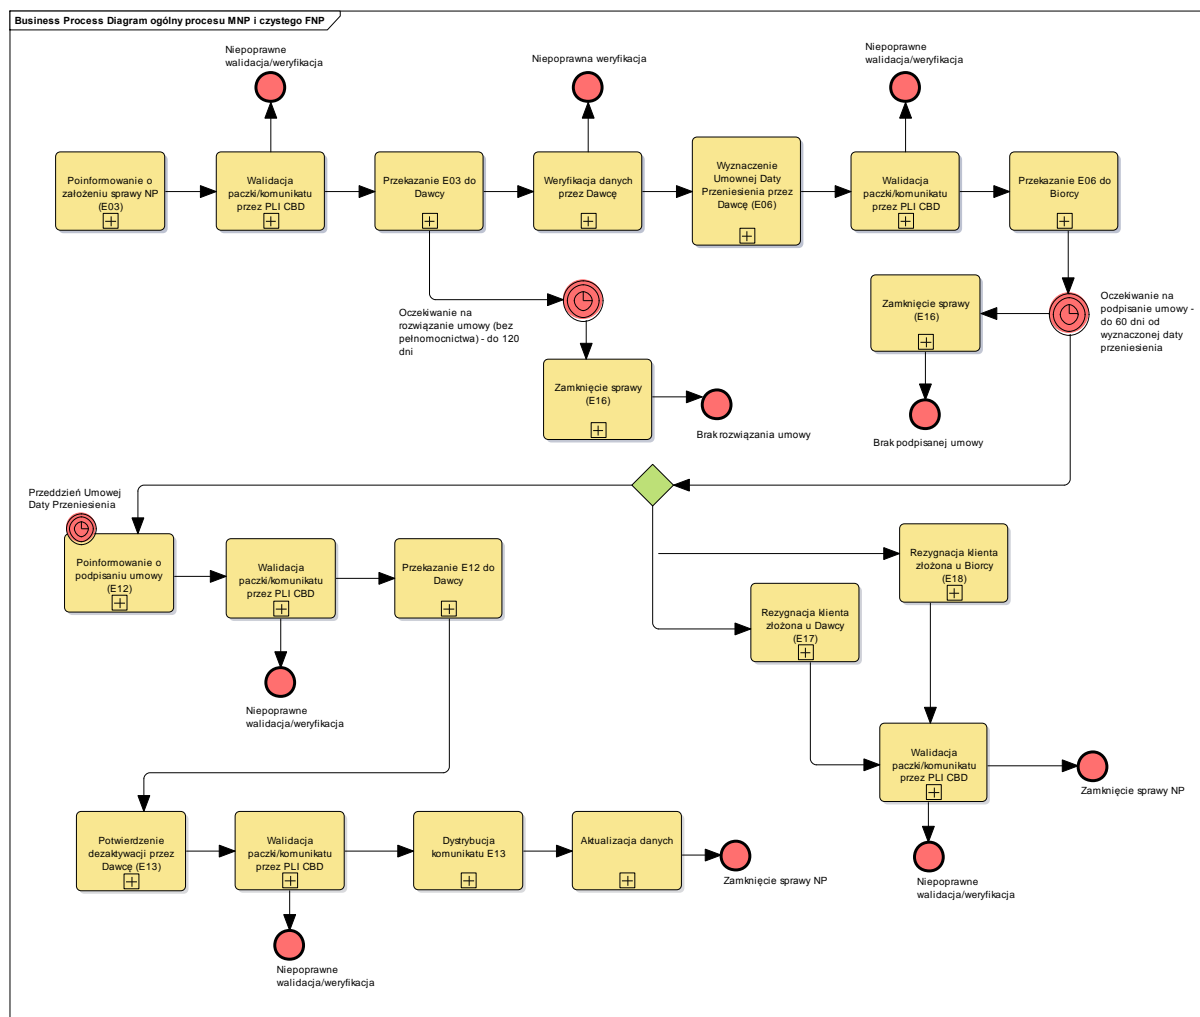 Business Process Diagram ogólny procesu MNP i czystego FNP
Niepoprawne
walidacja/weryfikacja
Niepoprawna weryfikacja
Niepoprawne
walidacja/weryfikacja
Poinformowanie o
założeniu sprawy NP
(E03)
Walidacja
paczki/komunikatu
przez PLI CBD
Przekazanie E03 do
Dawcy
Weryfikacja danych
przez Dawcę
Wyznaczenie
Umownej Daty
Przeniesienia przez
Dawcę (E06)
Walidacja
paczki/komunikatu
przez PLI CBD
Przekazanie E06 do
Biorcy
Oczekiwanie na
rozwiązanie umowy (bez
pełnomocnictwa) - do 120
dni
Zamknięcie sprawy
(E16)
Oczekiwanie na
podpisanie umowy -
do 60 dni od
wyznaczonej daty
przeniesienia
Zamknięcie sprawy
(E16)
Brak rozwiązania umowy
Brak podpisanej umowy
Przeddzień Umowej
Daty Przeniesienia
Poinformowanie o
podpisaniu umowy
(E12)
Walidacja
paczki/komunikatu
przez PLI CBD
Przekazanie E12 do
Dawcy
Rezygnacja klienta
złożona u Biorcy
(E18)
Rezygnacja klienta
złożona u Dawcy
(E17)
Niepoprawne
walidacja/weryfikacja
Walidacja
paczki/komunikatu
przez PLI CBD
Zamknięcie sprawy NP
Potwierdzenie
dezaktywacji przez
Dawcę (E13)
Walidacja
paczki/komunikatu
przez PLI CBD
Dystrybucja
komunikatu E13
Aktualizacja danych
Zamknięcie sprawy NP
Niepoprawne
walidacja/weryfikacja
Niepoprawne
walidacja/weryfikacja